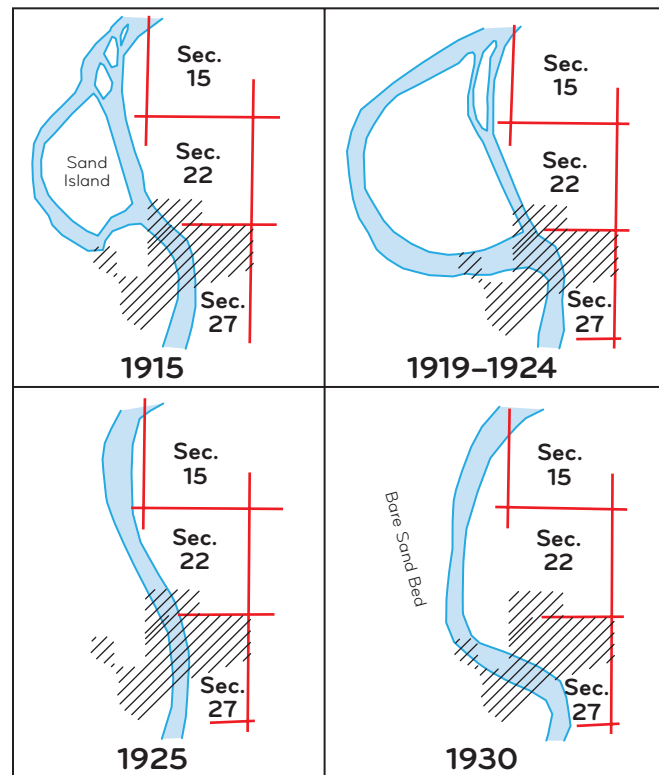 Sec.
15
Sand
Island
Sec.
22
Sec.
27
1915
Sec.
15
Sec.
22
Sec.
27
1919–1924
Sec.
15
Sec.
22
Sec.
27
1925
Sec.
15
Bare Sand Bed
Sec.
22
Sec.
27
1930